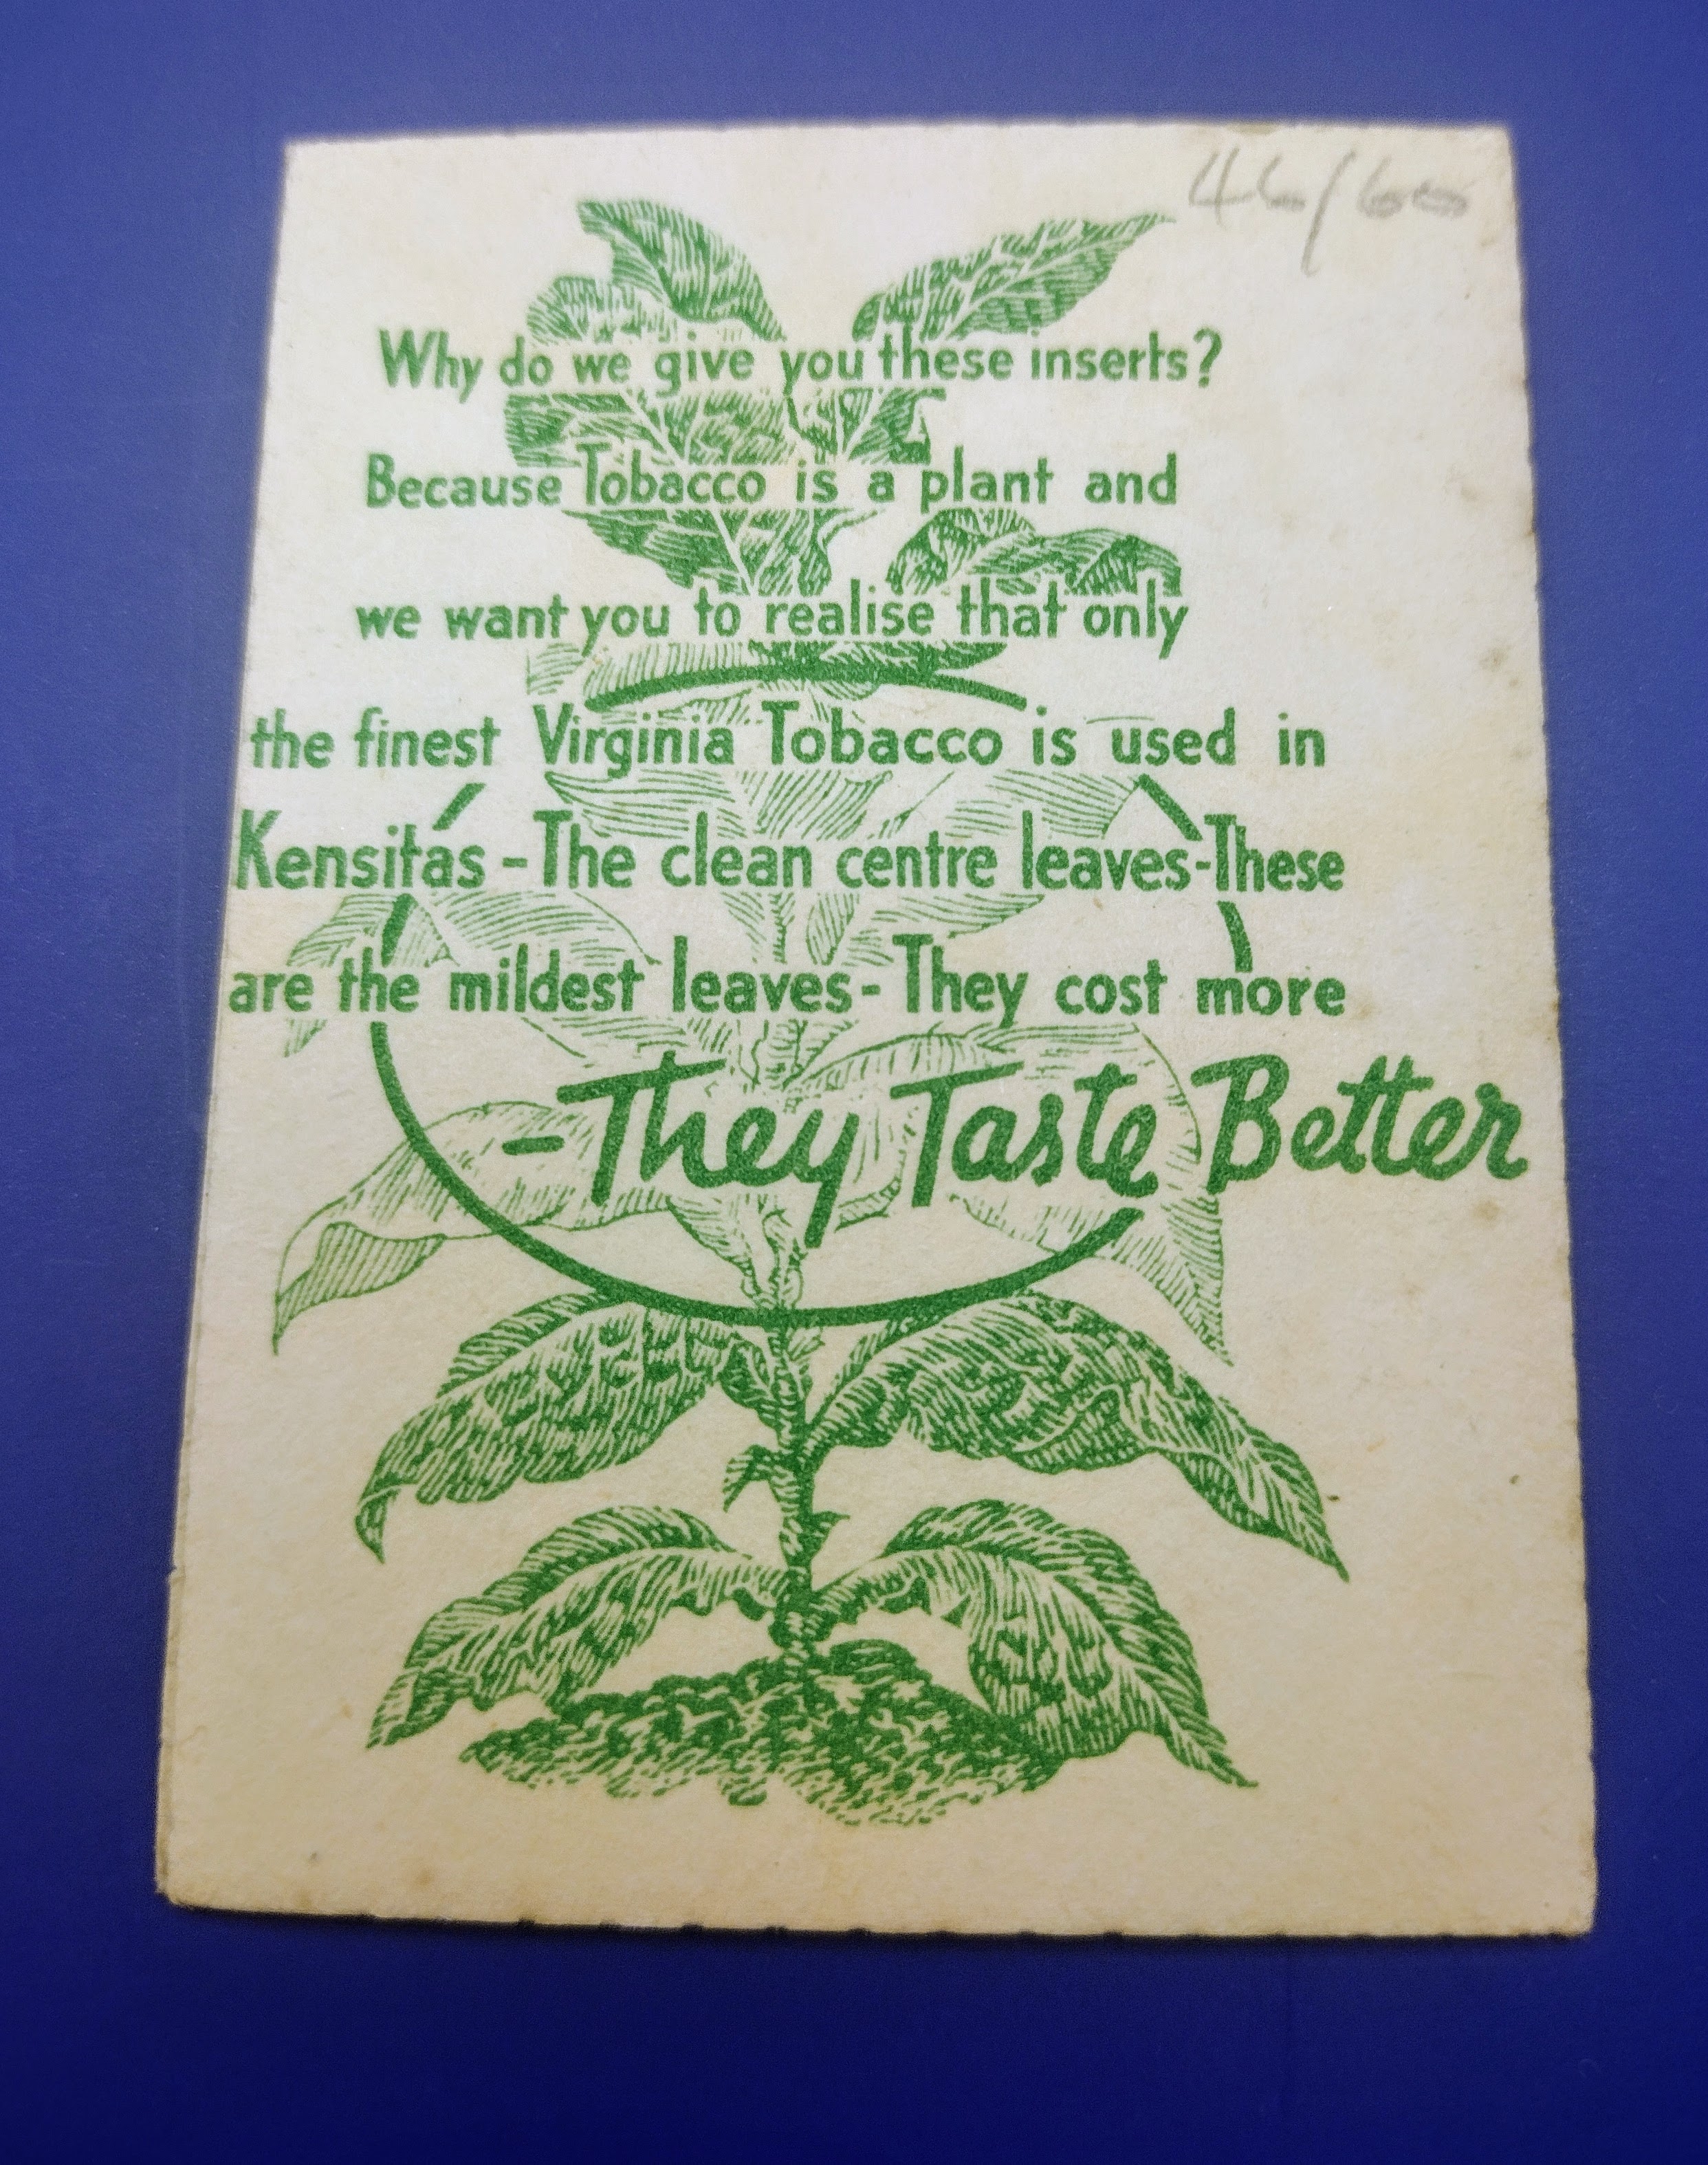 46/60
Why do we give you these inserts?
Because Tobacco is a plant and
we want you to realise that only
the finest Virginia Tobacco is used in
Kensitas - The clean centre leaves - These
are the mildest leaves - They cost more
- They Taste Better